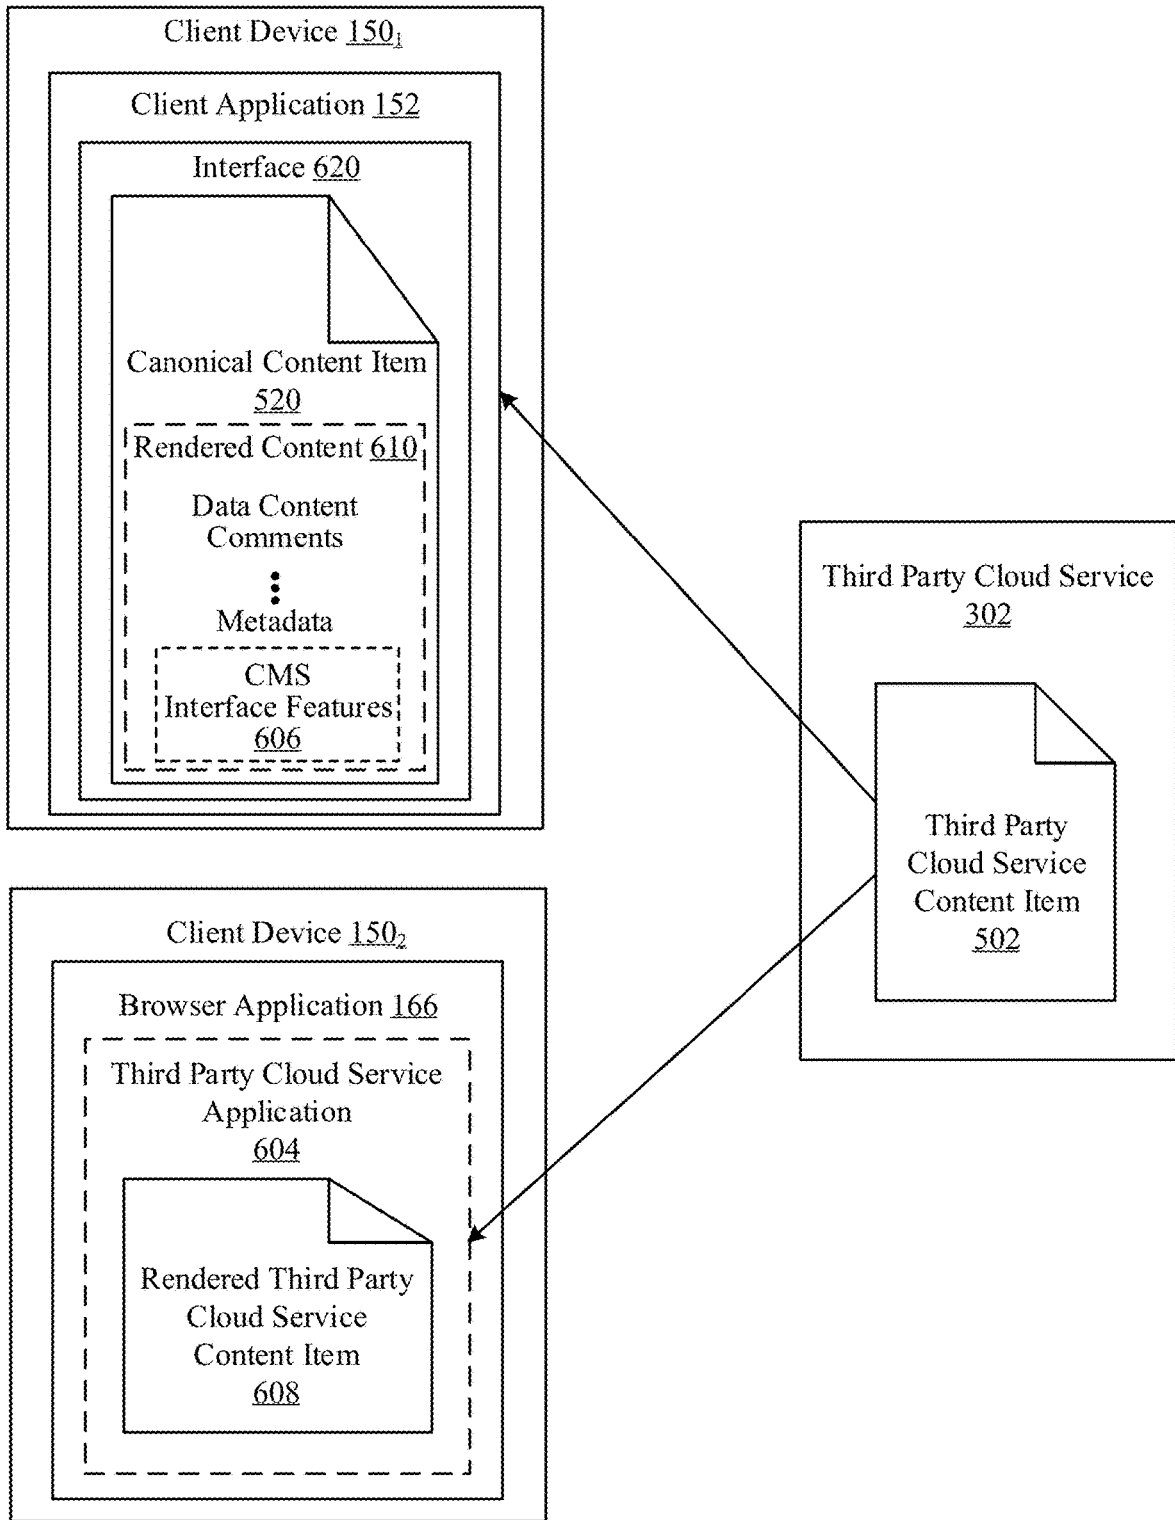 Client Device 150₁
Client Application 152
Interface 620
Canonical Content Item
520
Rendered Content 610
Data Content
Comments
Metadata
CMS
Interface Features
606
Third Party Cloud Service
302
Third Party
Cloud Service
Content Item
502
Client Device 150₂
Browser Application 166
Third Party Cloud Service
Application
604
Rendered Third Party
Cloud Service
Content Item
608